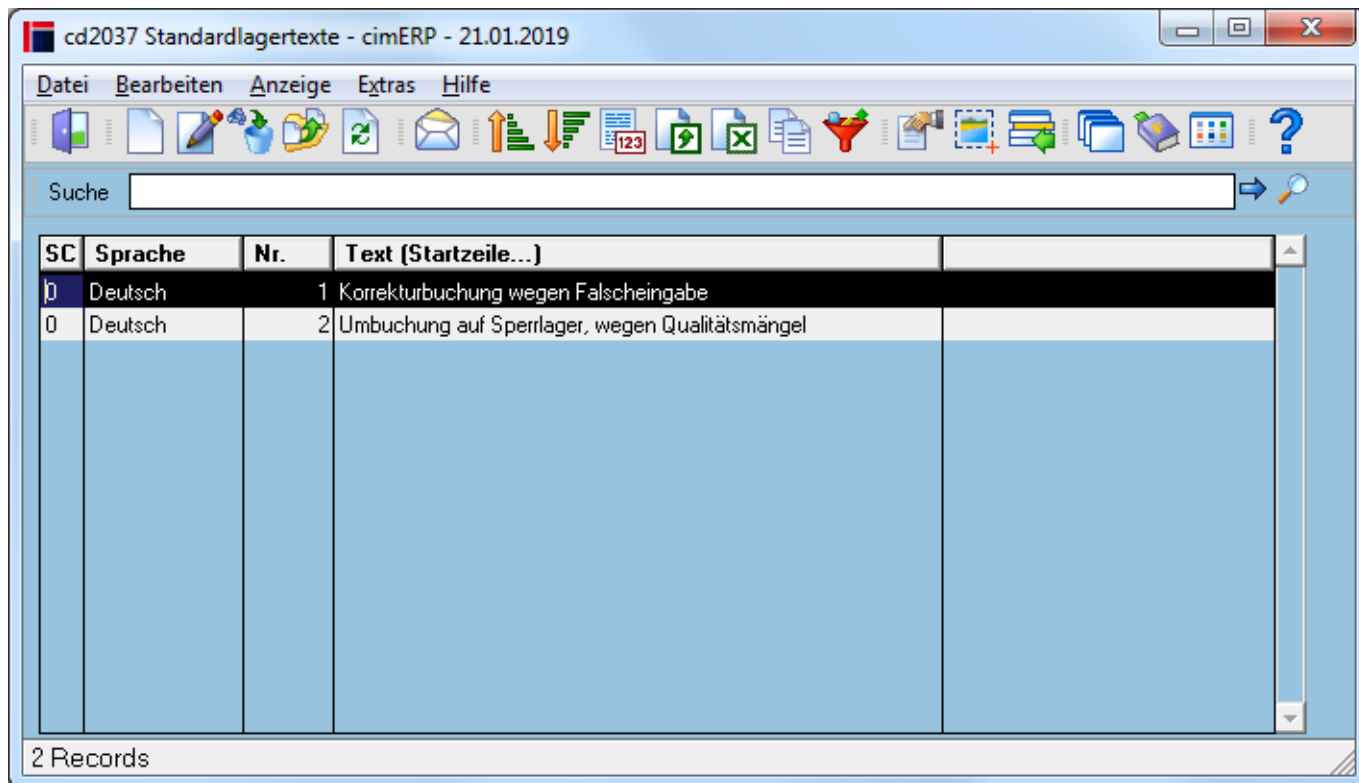 cd2037 Standardlagertexte - cimERP - 21.01.2019
Datei Bearbeiten Anzeige Extras Hilfe
123
Suche
SC Sprache Nr. Text (Startzeile...)
0 Deutsch 1 Korrekturbuchung wegen Falscheingabe
0 Deutsch 2 Umbuchung auf Sperrlager, wegen Qualitätsmängel
2 Records